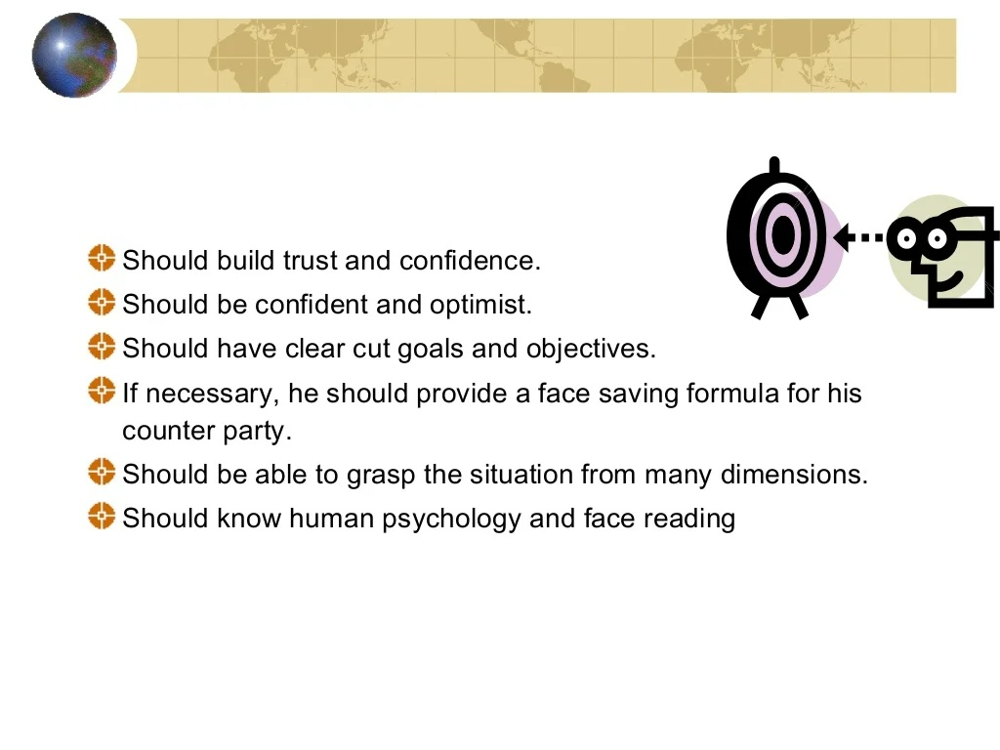 Should build trust and confidence.
Should be confident and optimist.
Should have clear cut goals and objectives.
If necessary, he should provide a face saving formula for his
counter party.
Should be able to grasp the situation from many dimensions.
Should know human psychology and face reading